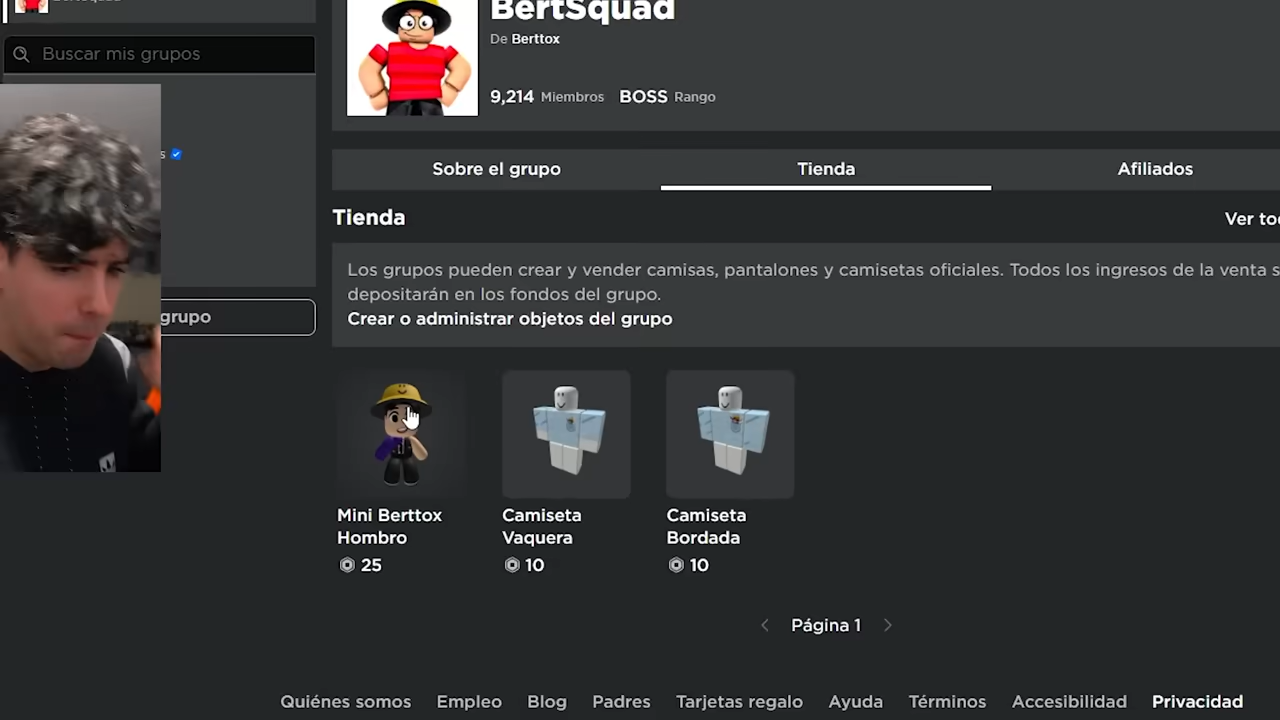 Buscar mis grupos
s
grupo
BertSquad
De Berttox
9,214 Miembros BOSS Rango
Sobre el grupo Tienda Afiliados
Tienda
Ver to
Los grupos pueden crear y vender camisas, pantalones y camisetas oficiales. Todos los ingresos de la venta s
depositarán en los fondos del grupo.
Crear o administrar objetos del grupo
Mini Berttox
Hombro
25
Camiseta
Vaquera
10
Camiseta
Bordada
10
Página 1
Quiénes somos Empleo Blog Padres Tarjetas regalo Ayuda Términos Accesibilidad Privacidad